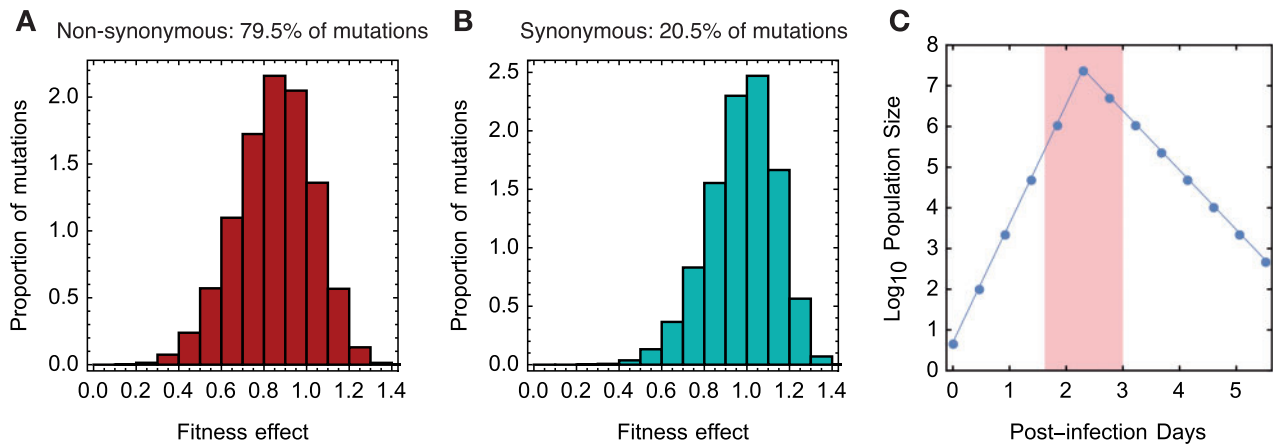 A
Non-synonymous: 79.5% of mutations
Proportion of mutations
2.0
1.5
1.0
0.5
0.0
0.0 0.2 0.4 0.6 0.8 1.0 1.2 1.4
Fitness effect
B
Synonymous: 20.5% of mutations
Proportion of mutations
2.5
2.0
1.5
1.0
0.5
0.0
0.0 0.2 0.4 0.6 0.8 1.0 1.2 1.4
Fitness effect
C
Log10 Population Size
8
7
6
5
4
3
2
1
0
0 1 2 3 4 5
Post–infection Days